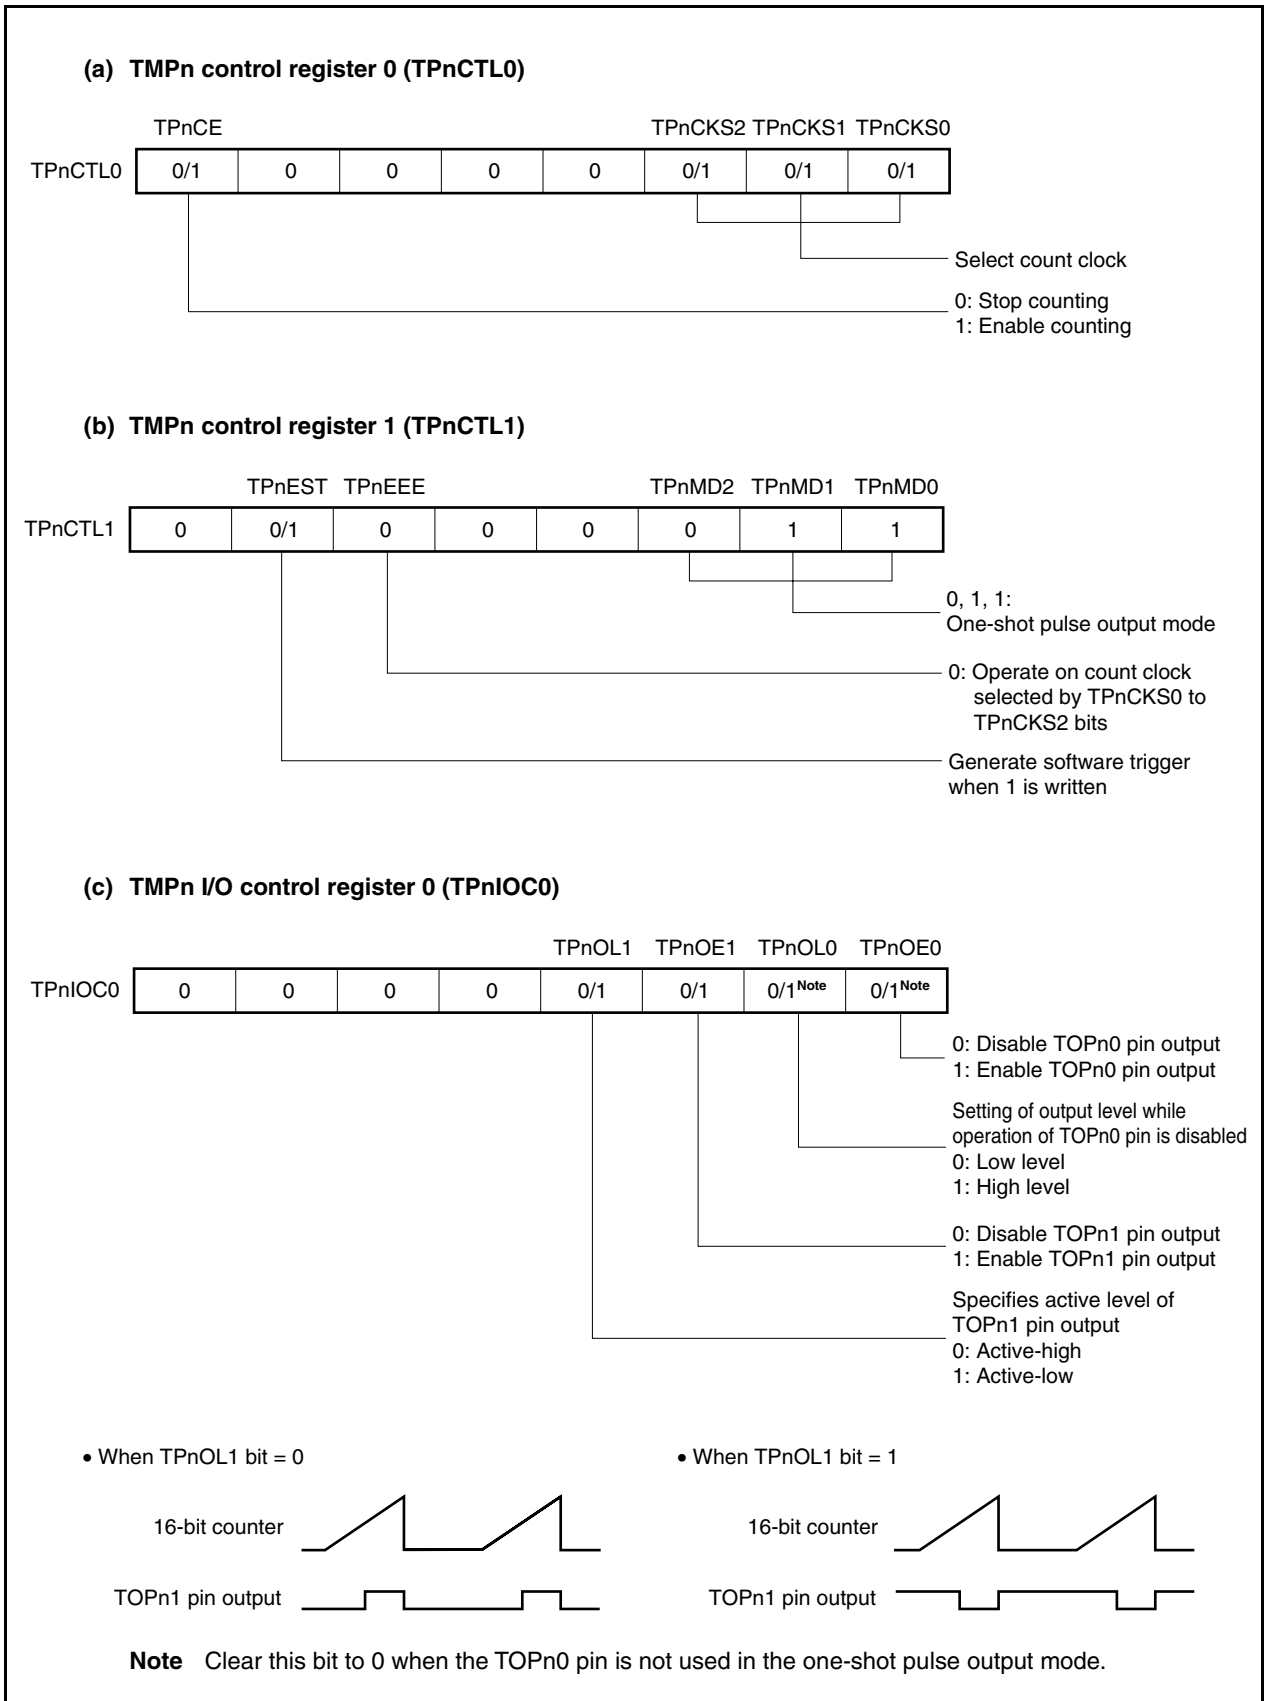 (a) TMPn control register 0 (TPnCTL0)
TPnCE TPnCKS2 TPnCKS1 TPnCKS0
TPnCTL0 0/1 0 0 0 0 0/1 0/1 0/1
Select count clock
0: Stop counting
1: Enable counting
(b) TMPn control register 1 (TPnCTL1)
TPnEST TPnEEE TPnMD2 TPnMD1 TPnMD0
TPnCTL1 0 0/1 0 0 0 0 1 1
0, 1, 1:
One-shot pulse output mode
0: Operate on count clock
selected by TPnCKS0 to
TPnCKS2 bits
Generate software trigger
when 1 is written
(c) TMPn I/O control register 0 (TPnIOC0)
TPnOL1 TPnOE1 TPnOL0 TPnOE0
TPnIOC0 0 0 0 0 0/1 0/1 0/1Note 0/1Note
0: Disable TOPn0 pin output
1: Enable TOPn0 pin output
Setting of output level while
operation of TOPn0 pin is disabled
0: Low level
1: High level
0: Disable TOPn1 pin output
1: Enable TOPn1 pin output
Specifies active level of
TOPn1 pin output
0: Active-high
1: Active-low
• When TPnOL1 bit = 0
16-bit counter
TOPn1 pin output
• When TPnOL1 bit = 1
16-bit counter
TOPn1 pin output
Note Clear this bit to 0 when the TOPn0 pin is not used in the one-shot pulse output mode.